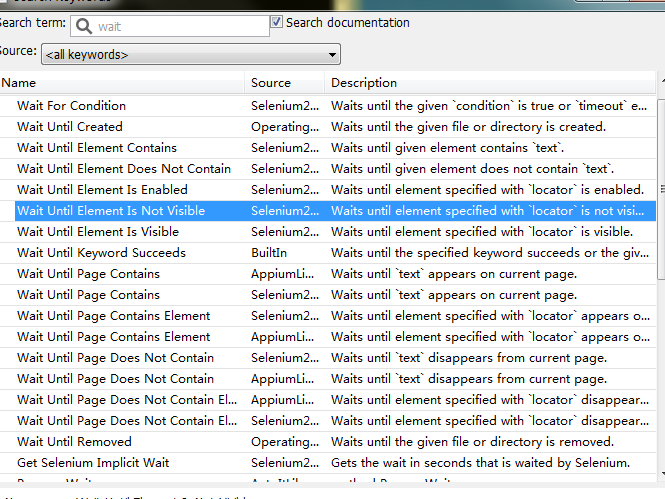 Search term: wait Search documentation
Source: <all keywords>
Name Source Description
Wait For Condition Selenium2... Waits until the given `condition` is true or `timeout` e...
Wait Until Created Operating... Waits until the given file or directory is created.
Wait Until Element Contains Selenium2... Waits until given element contains `text`.
Wait Until Element Does Not Contain Selenium2... Waits until given element does not contain `text`.
Wait Until Element Is Enabled Selenium2... Waits until element specified with `locator` is enabled.
Wait Until Element Is Not Visible Selenium2... Waits until element specified with `locator` is not visi...
Wait Until Element Is Visible Selenium2... Waits until element specified with `locator` is visible.
Wait Until Keyword Succeeds BuiltIn Waits until the specified keyword succeeds or the giv...
Wait Until Page Contains AppiumLi... Waits until `text` appears on current page.
Wait Until Page Contains Selenium2... Waits until `text` appears on current page.
Wait Until Page Contains Element Selenium2... Waits until element specified with `locator` appears o...
Wait Until Page Contains Element AppiumLi... Waits until element specified with `locator` appears o...
Wait Until Page Does Not Contain Selenium2... Waits until `text` disappears from current page.
Wait Until Page Does Not Contain AppiumLi... Waits until `text` disappears from current page.
Wait Until Page Does Not Contain El... AppiumLi... Waits until element specified with `locator` disappear...
Wait Until Page Does Not Contain El... Selenium2... Waits until element specified with `locator` disappear...
Wait Until Removed Operating... Waits until the given file or directory is removed.
Get Selenium Implicit Wait Selenium2... Gets the wait in seconds that is waited by Selenium.